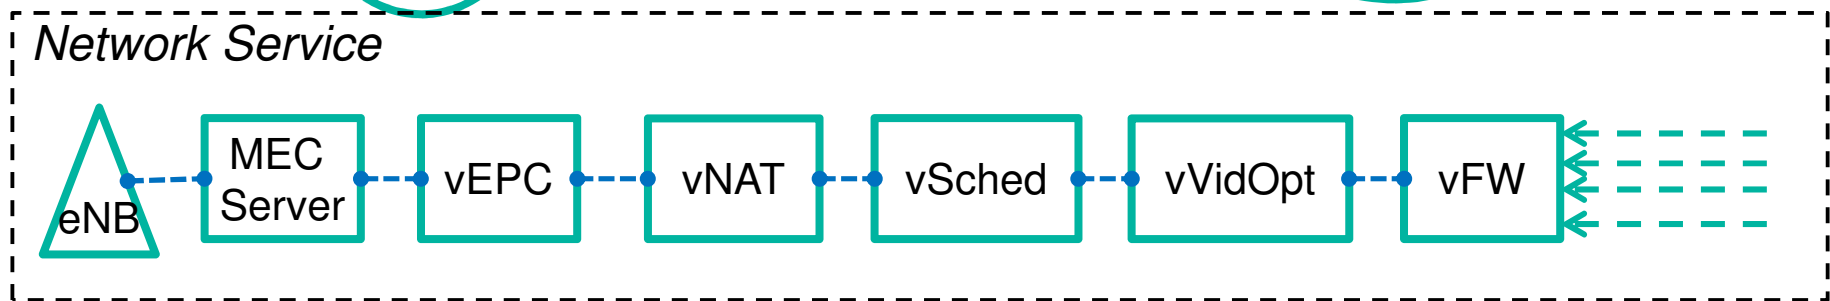 Network Service
eNB
MEC
Server
vEPC
vNAT
vSched
vVidOpt
vFW